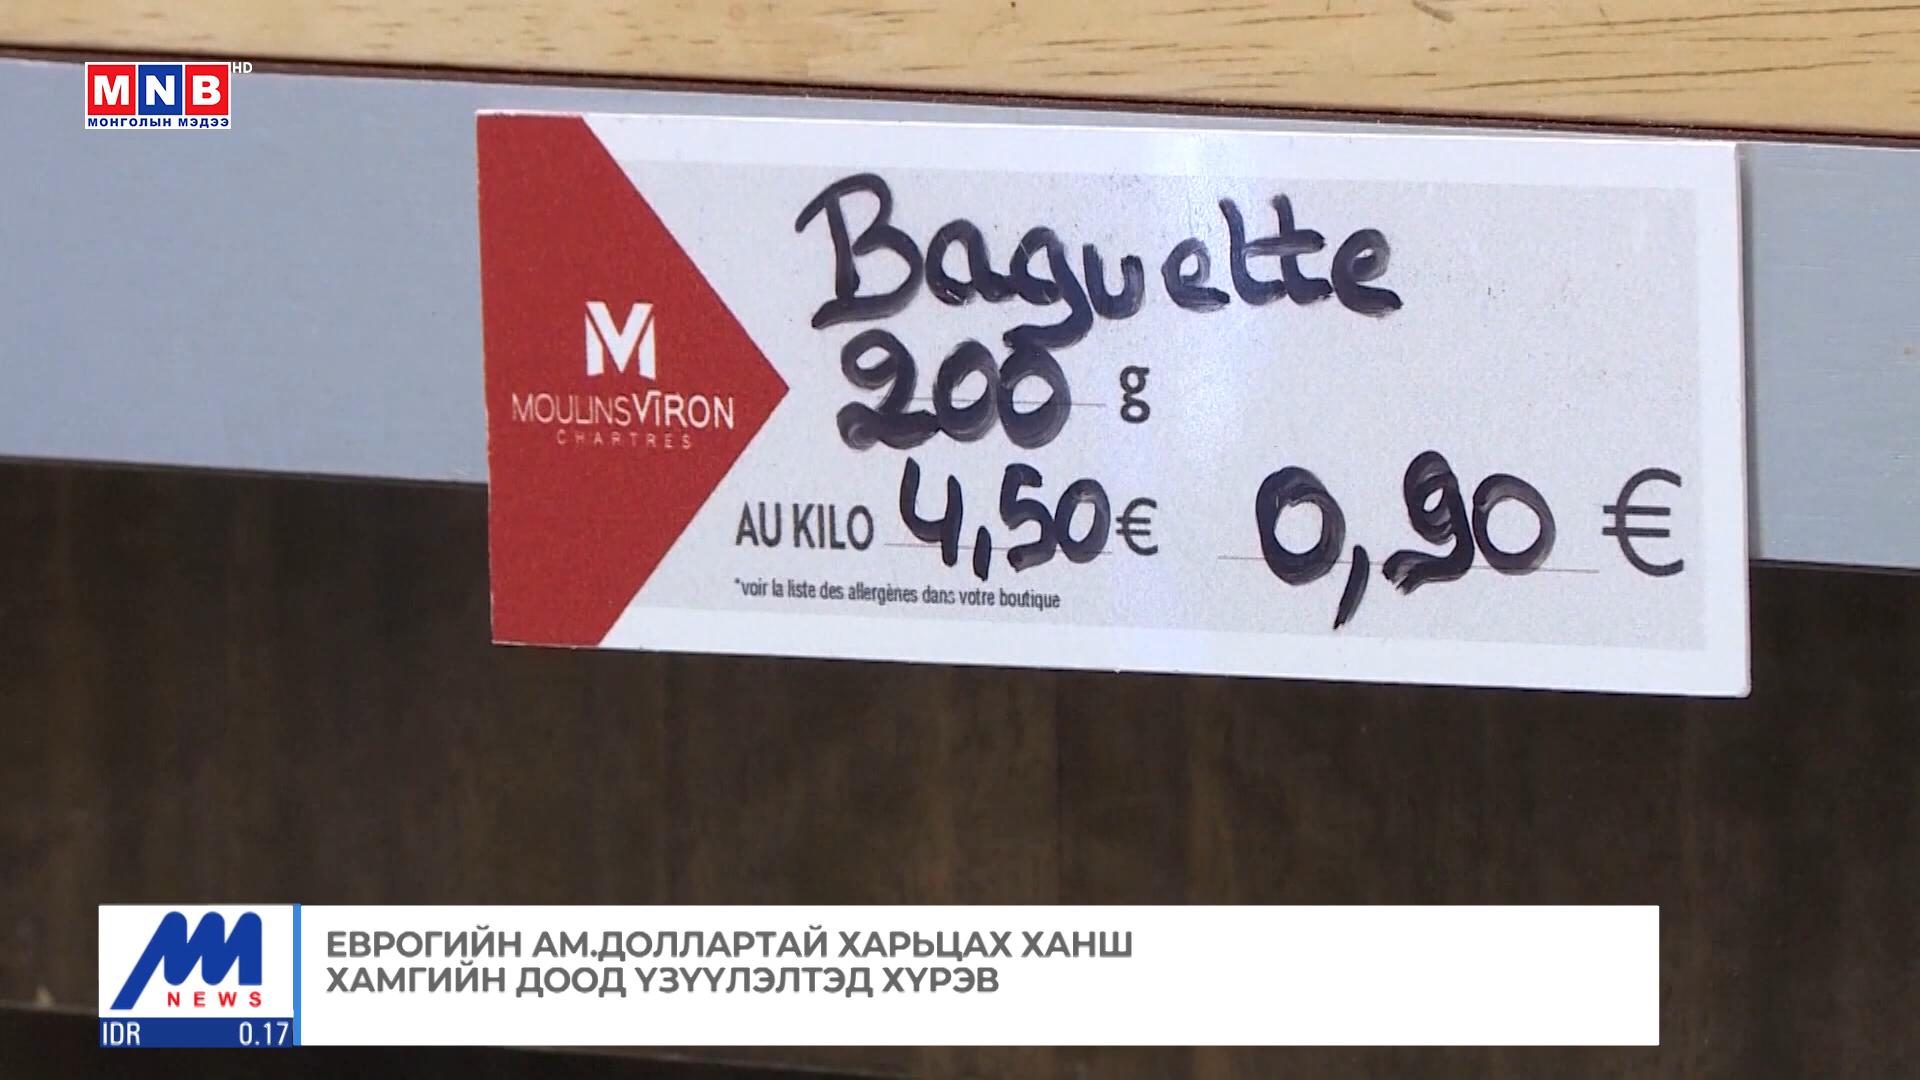 HD
MNB
МОНГОЛЫН МЭДЭЭ
Baguette
200 g
AU KILO 4,50 € 0,90 €
*voir la liste des allergènes dans votre boutique
M
MOULINS VIRON
CHARTRES
ЕВРОГИЙН АМ.ДОЛЛАРТАЙ ХАРЬЦАХ ХАНШ
ХАМГИЙН ДООД ҮЗҮҮЛЭЛТЭД ХҮРЭВ
NEWS
IDR 0.17